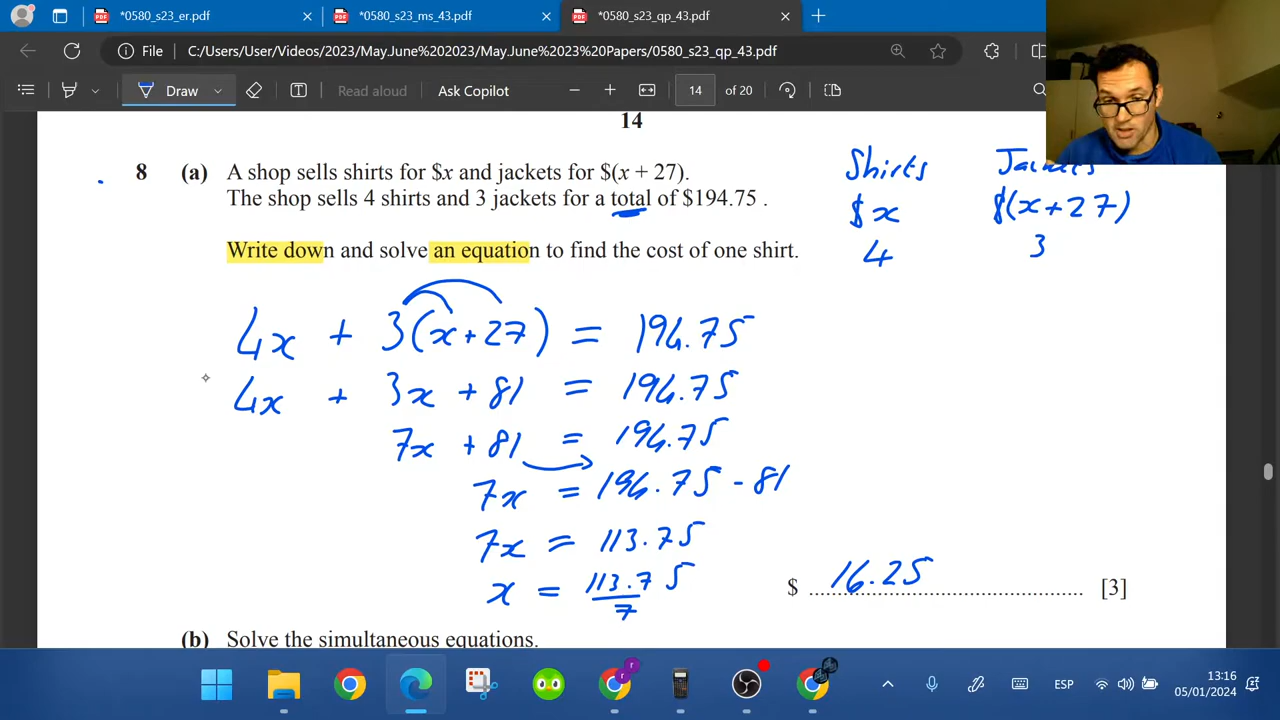 *0580_s23_er.pdf
*0580_s23_ms_43.pdf
*0580_s23_qp_43.pdf
File
C:/Users/User/Videos/2023/May.June%202023/May.June%2023%20Papers/0580_s23_qp_43.pdf
Draw
Read aloud
Ask Copilot
14
of 20
14
8 (a) A shop sells shirts for $x and jackets for $(x + 27).
The shop sells 4 shirts and 3 jackets for a total of $194.75 .
Write down and solve an equation to find the cost of one shirt.
Shirts Jackets
$x $(x+27)
4 3
4x + 3(x+27) = 194.75
4x + 3x + 81 = 194.75
7x + 81 = 194.75
7x = 194.75 - 81
7x = 113.75
x = 113.75/7
$ 16.25 [3]
(b) Solve the simultaneous equations.
r r
ESP
13:16
05/01/2024